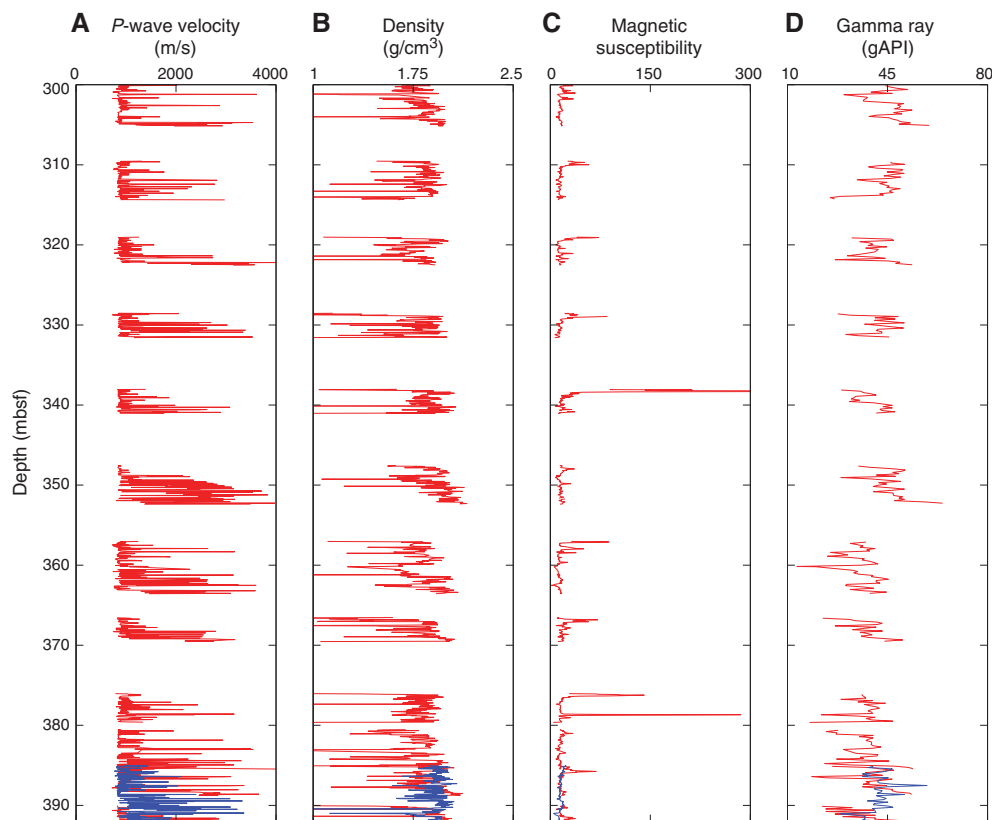 A P-wave velocity (m/s)
B Density (g/cm³)
C Magnetic susceptibility
D Gamma ray (gAPI)
0 2000 4000
1 1.75 2.5
0 150 300
10 45 80
Depth (mbsf)
300
310
320
330
340
350
360
370
380
390